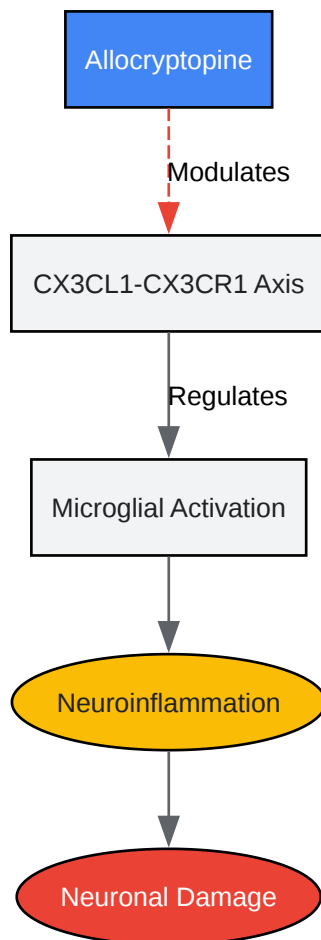 Allocryptopine
Modulates
CX3CL1-CX3CR1 Axis
Regulates
Microglial Activation
Neuroinflammation
Neuronal Damage